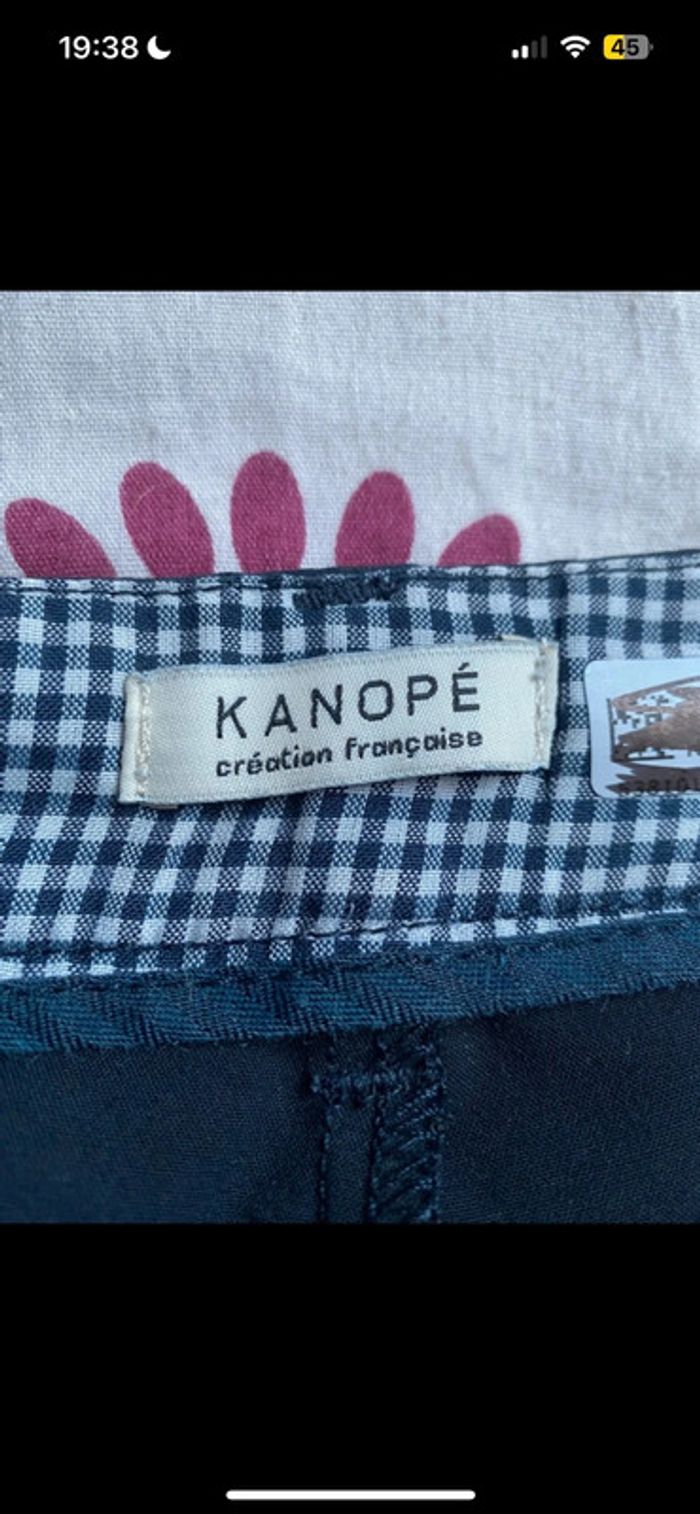 19:38
45
KANOPÉ
création française